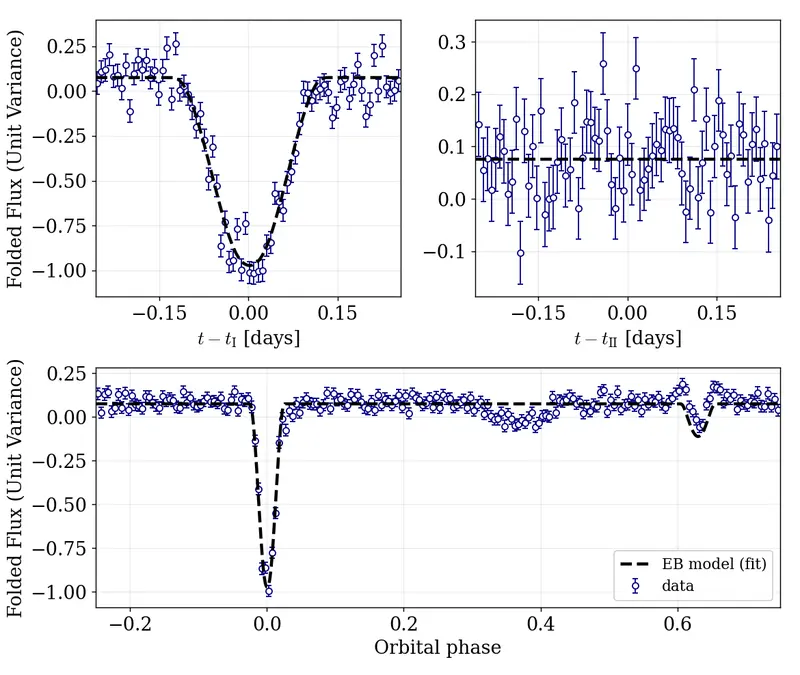 Folded Flux (Unit Variance)
0.25
0.00
−0.25
−0.50
−0.75
−1.00
−0.15 0.00 0.15
t − tI [days]
0.3
0.2
0.1
0.0
−0.1
−0.15 0.00 0.15
t − tII [days]
Folded Flux (Unit Variance)
0.25
0.00
−0.25
−0.50
−0.75
−1.00
EB model (fit)
data
−0.2 0.0 0.2 0.4 0.6
Orbital phase